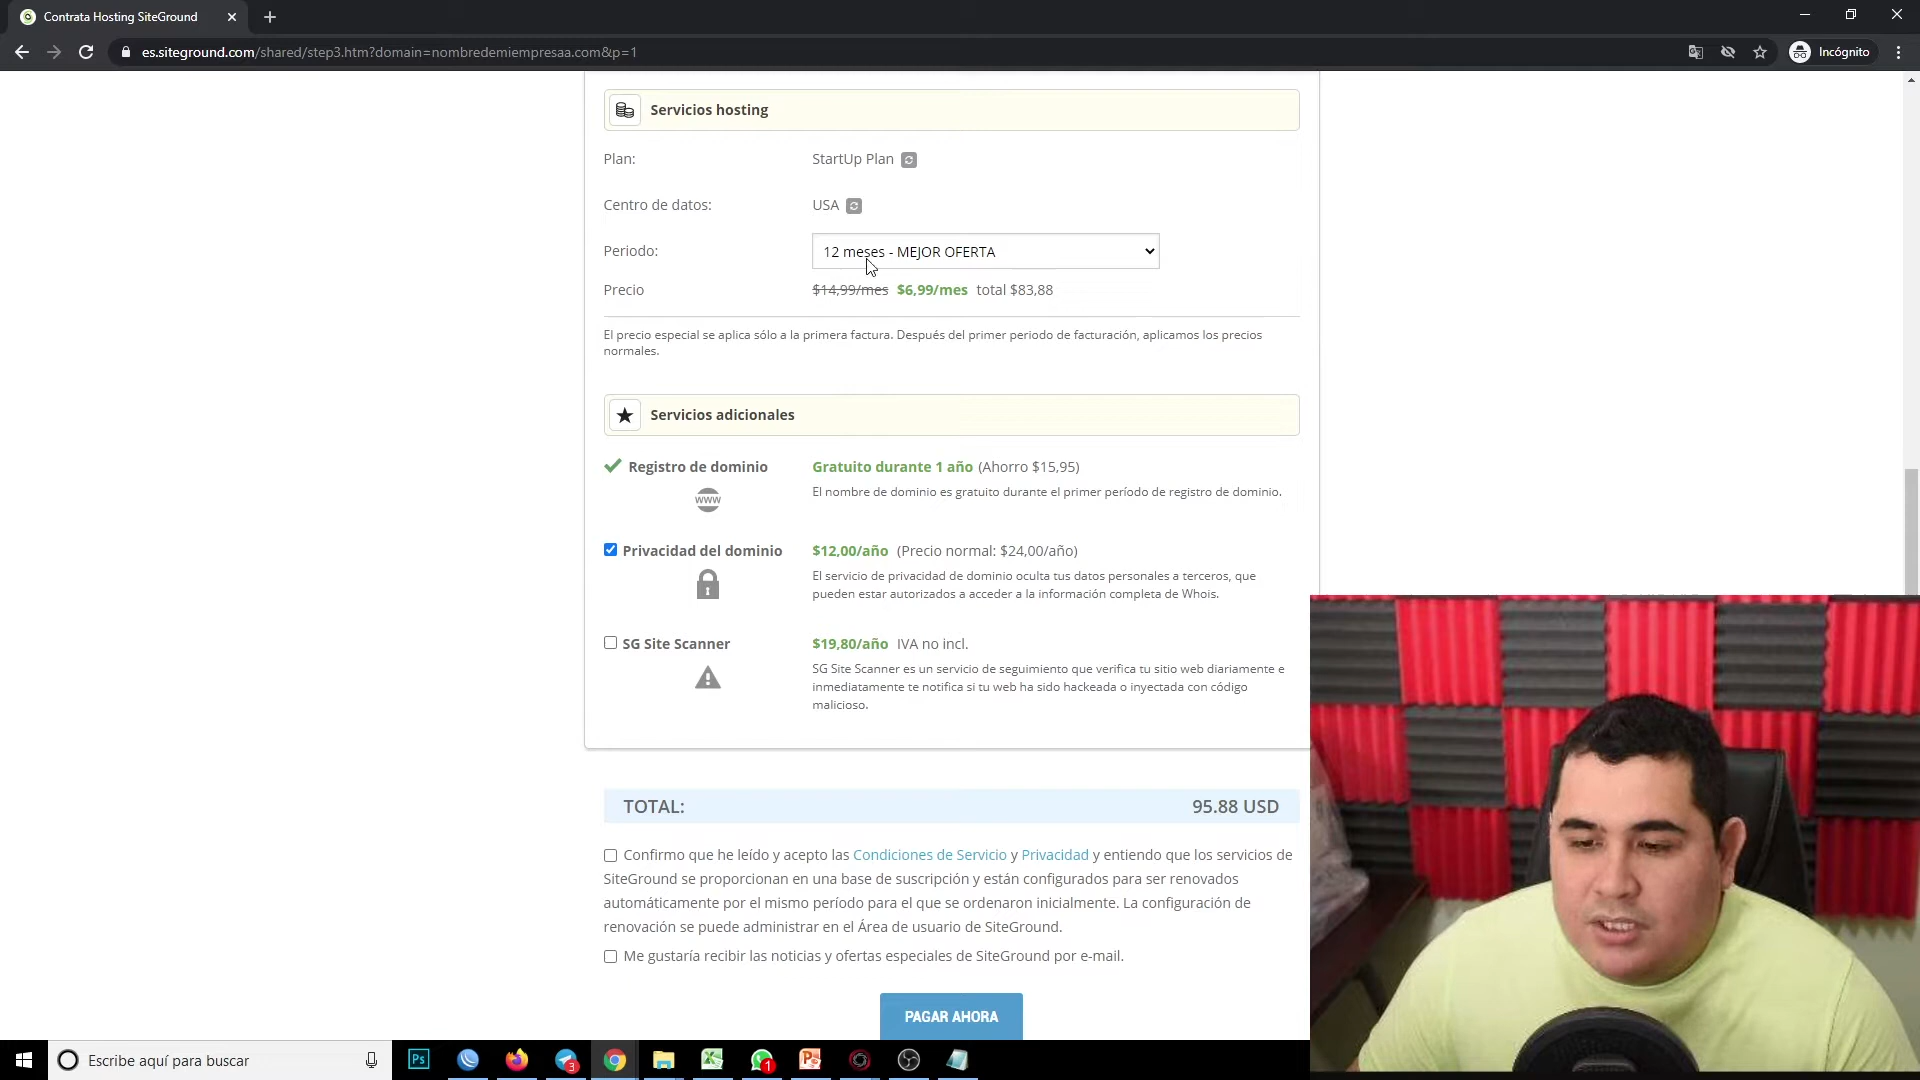 Contrata Hosting SiteGround
es.siteground.com/shared/step3.htm?domain=nombredemiempresaa.com&p=1
Incógnito
Servicios hosting
Plan: StartUp Plan
Centro de datos: USA
Periodo: 12 meses - MEJOR OFERTA
Precio $14,99/mes $6,99/mes total $83,88
El precio especial se aplica sólo a la primera factura. Después del primer periodo de facturación, aplicamos los precios
normales.
Servicios adicionales
Registro de dominio Gratuito durante 1 año (Ahorro $15,95)
El nombre de dominio es gratuito durante el primer período de registro de dominio.
www
Privacidad del dominio $12,00/año (Precio normal: $24,00/año)
El servicio de privacidad de dominio oculta tus datos personales a terceros, que
pueden estar autorizados a acceder a la información completa de Whois.
SG Site Scanner $19,80/año IVA no incl.
SG Site Scanner es un servicio de seguimiento que verifica tu sitio web diariamente e
inmediatamente te notifica si tu web ha sido hackeada o inyectada con código
malicioso.
TOTAL: 95.88 USD
Confirmo que he leído y acepto las Condiciones de Servicio y Privacidad y entiendo que los servicios de
SiteGround se proporcionan en una base de suscripción y están configurados para ser renovados
automáticamente por el mismo período para el que se ordenaron inicialmente. La configuración de
renovación se puede administrar en el Área de usuario de SiteGround.
Me gustaría recibir las noticias y ofertas especiales de SiteGround por e-mail.
PAGAR AHORA
Escribe aquí para buscar
Ps
3
1